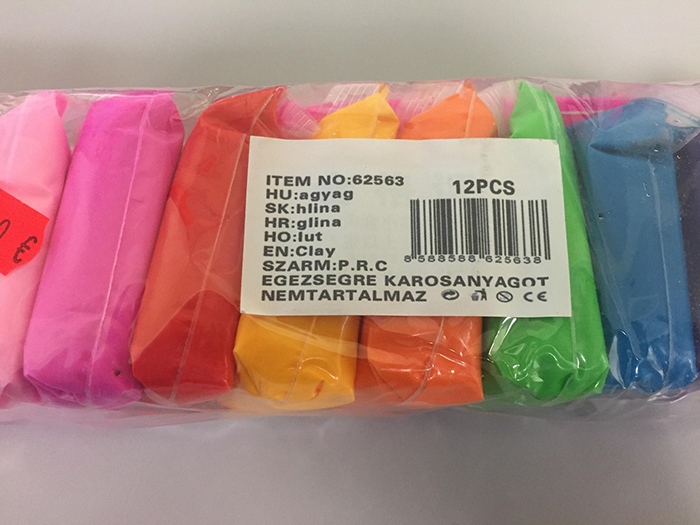 ITEM NO:62563
12PCS
HU:agyag
SK:hlina
HR:glina
HO:lut
EN:Clay
8 588588 625638
SZARM:P.R.C
EGEZSEGRE KAROSANYAGOT
NEMTARTALMAZ CE